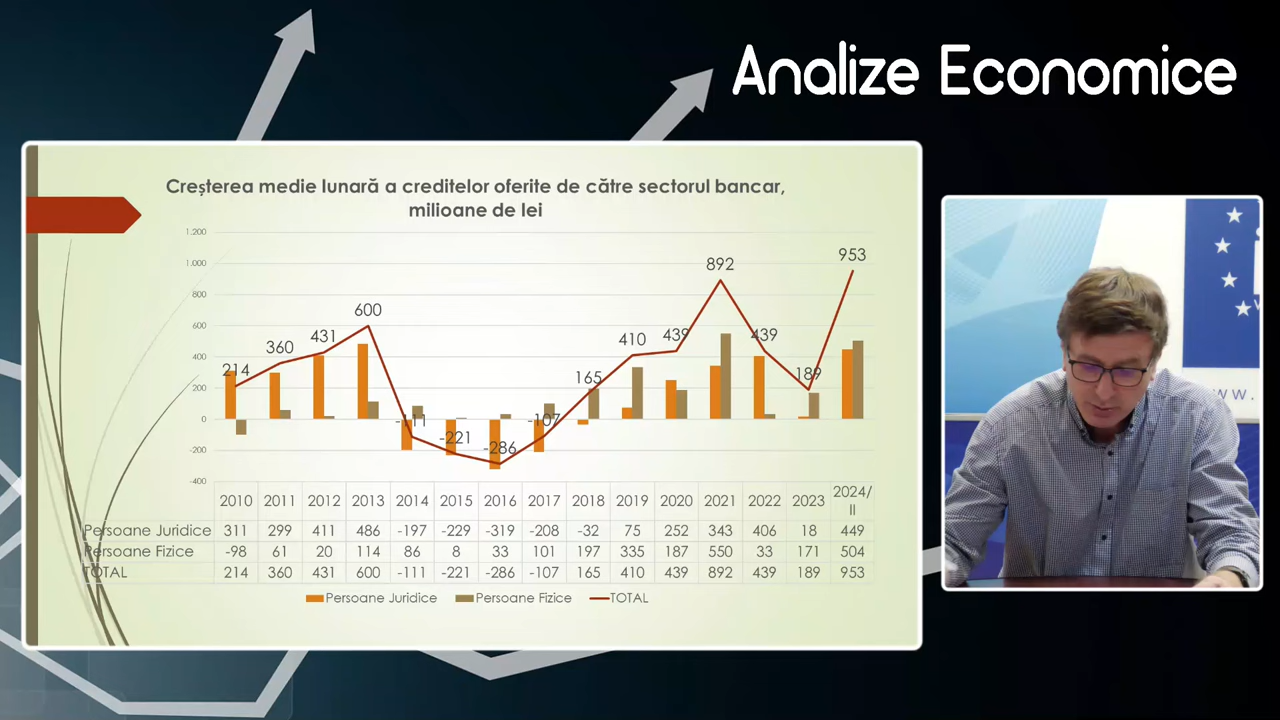 Analize Economice
Creșterea medie lunară a creditelor oferite de către sectorul bancar,
milioane de lei
1.200
1.000
800
600
400
200
0
-200
-400
214
360
431
600
-111
-221
-286
-107
165
410
439
892
439
189
953
2010 2011 2012 2013 2014 2015 2016 2017 2018 2019 2020 2021 2022 2023 2024/
II
Persoane Juridice 311 299 411 486 -197 -229 -319 -208 -32 75 252 343 406 18 449
Persoane Fizice -98 61 20 114 86 8 33 101 197 335 187 550 33 171 504
TOTAL 214 360 431 600 -111 -221 -286 -107 165 410 439 892 439 189 953
Persoane Juridice Persoane Fizice TOTAL
WWW.